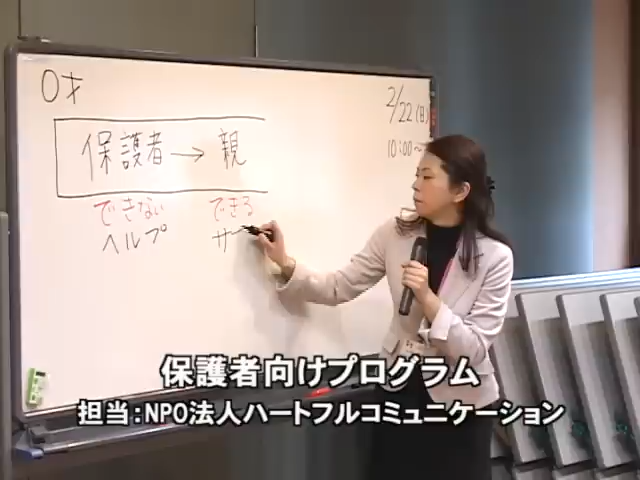 0才
2/22(日)
10:00〜
保護者→親
できない できる
ヘルプ サ
保護者向けプログラム
担当：NPO法人ハートフルコミュニケーション